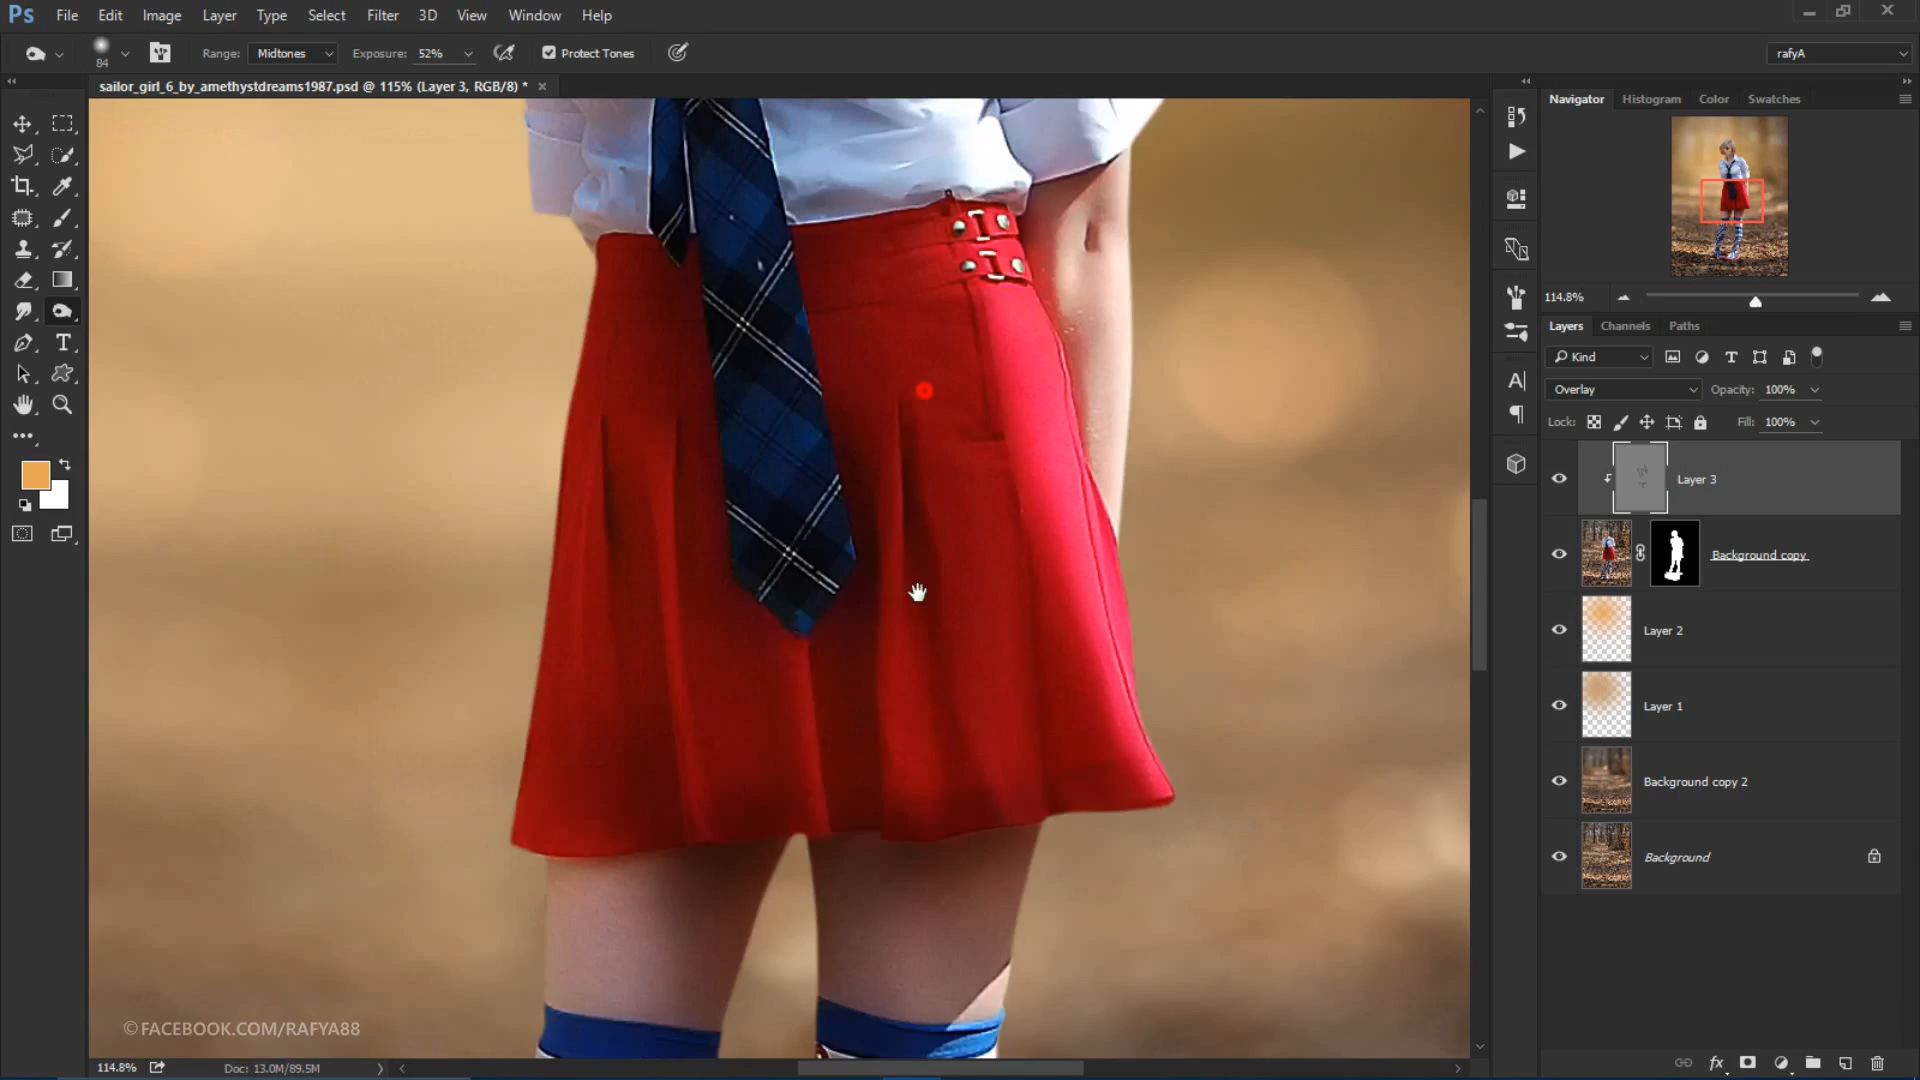 Ps File Edit Image Layer Type Select Filter 3D View Window Help
84 Range: Midtones Exposure: 52% Protect Tones rafyA
sailor_girl_6_by_amethystdreams1987.psd @ 115% (Layer 3, RGB/8) *
Navigator Histogram Color Swatches
114.8%
Layers Channels Paths
Kind
Overlay Opacity: 100%
Lock: Fill: 100%
Layer 3
Background copy
Layer 2
Layer 1
Background copy 2
Background
© FACEBOOK.COM/RAFYA88
114.8% Doc: 13.0M/89.5M